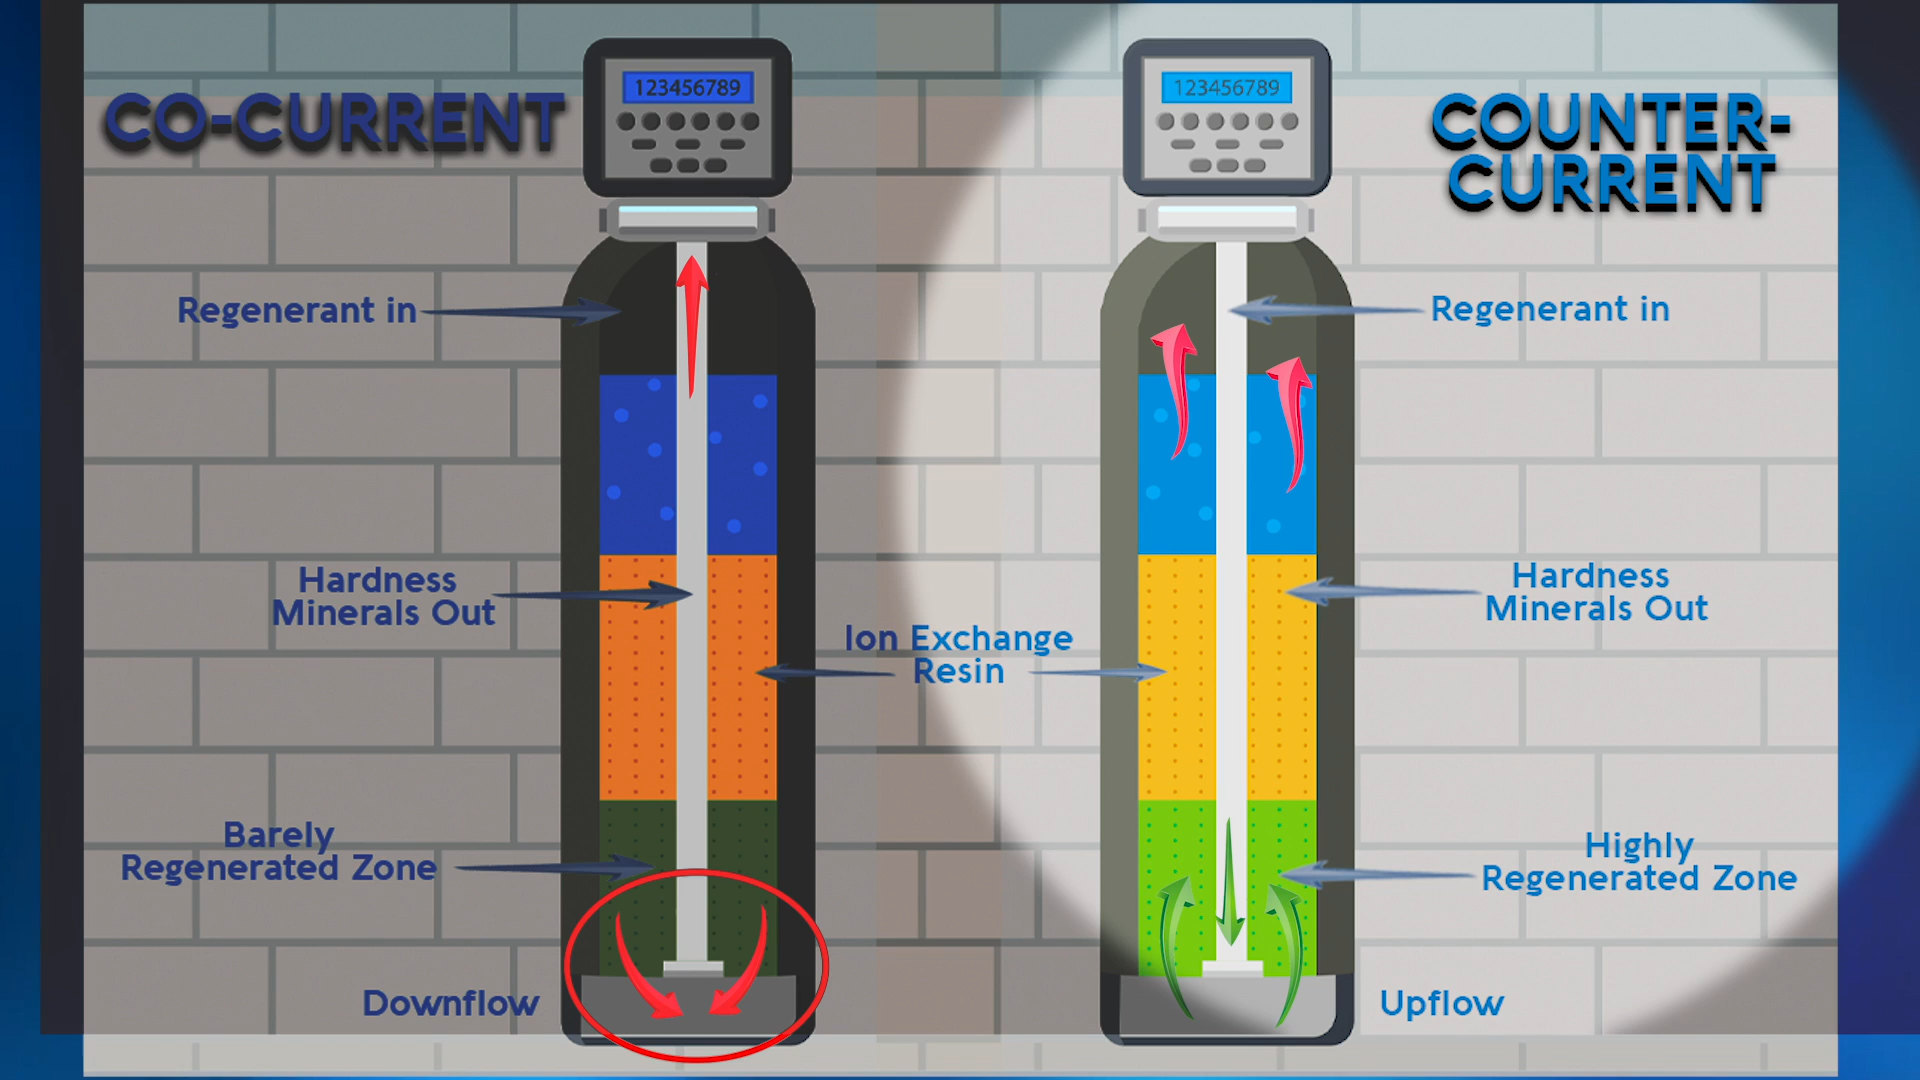 CO-CURRENT
123456789
Regenerant in
Hardness
Minerals Out
Barely
Regenerated Zone
Downflow
Ion Exchange
Resin
COUNTER-
CURRENT
123456789
Regenerant in
Hardness
Minerals Out
Highly
Regenerated Zone
Upflow